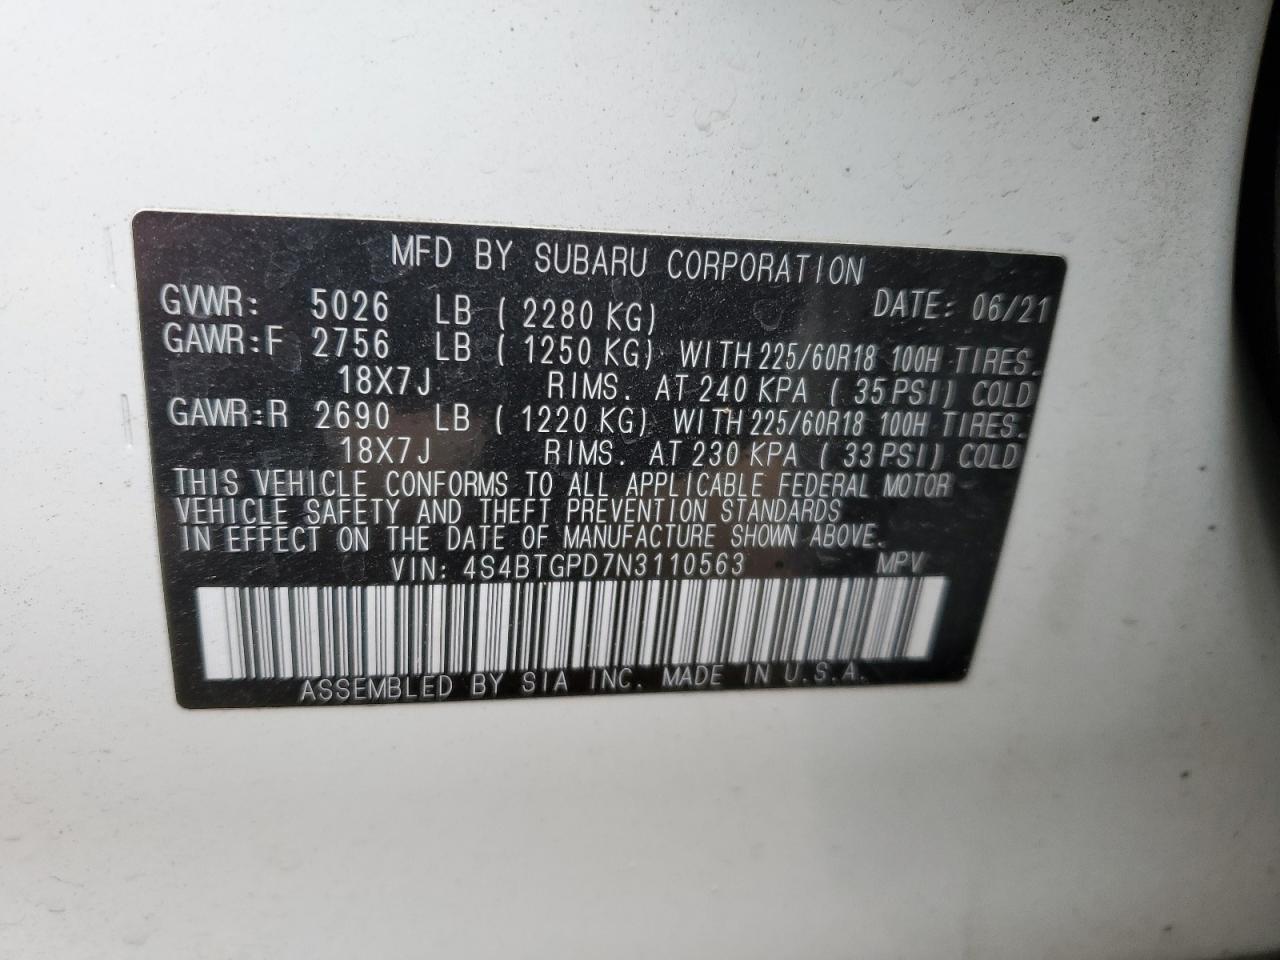 MFD BY SUBARU CORPORATION
GVWR: 5026 LB ( 2280 KG) DATE: 06/21
GAWR:F 2756 LB ( 1250 KG) WITH 225/60R18 100H TIRES.
18X7J RIMS. AT 240 KPA ( 35 PSI) COLD
GAWR:R 2690 LB ( 1220 KG) WITH 225/60R18 100H TIRES.
18X7J RIMS. AT 230 KPA ( 33 PSI) COLD
THIS VEHICLE CONFORMS TO ALL APPLICABLE FEDERAL MOTOR
VEHICLE SAFETY AND THEFT PREVENTION STANDARDS
IN EFFECT ON THE DATE OF MANUFACTURE SHOWN ABOVE.
VIN: 4S4BTGPD7N3110563 MPV
ASSEMBLED BY SIA INC. MADE IN U.S.A.